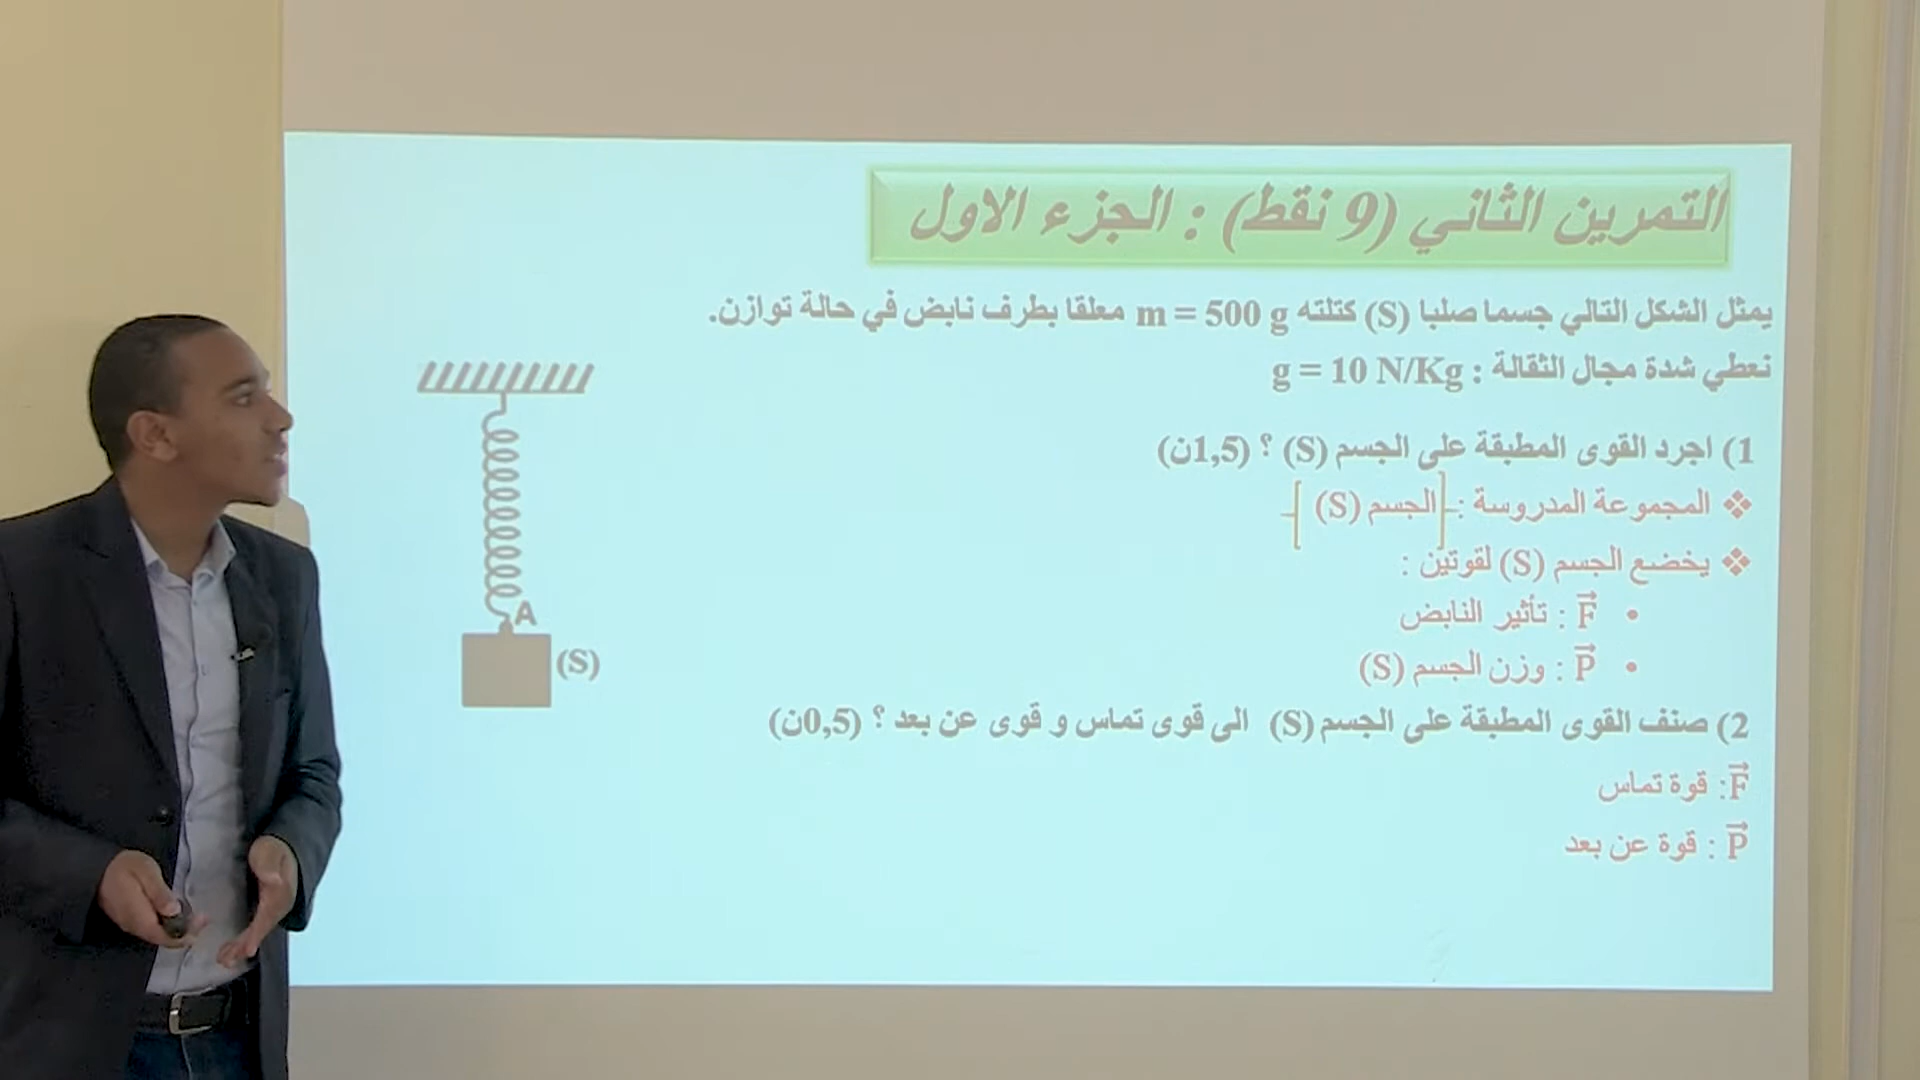 التمرين الثاني (9 نقط) : الجزء الاول
يمثل الشكل التالي جسما صلبا (S) كتلته m = 500 g معلقا بطرف نابض في حالة توازن.
نعطي شدة مجال الثقالة : g = 10 N/Kg
1) اجرد القوى المطبقة على الجسم (S) ؟ (1,5ن)
❖ المجموعة المدروسة : {الجسم (S)}
❖ يخضع الجسم (S) لقوتين :
• F⃗ : تأثير النابض
• P⃗ : وزن الجسم (S)
2) صنف القوى المطبقة على الجسم (S) الى قوى تماس و قوى عن بعد ؟ (0,5ن)
F⃗: قوة تماس
P⃗ : قوة عن بعد
A
(S)